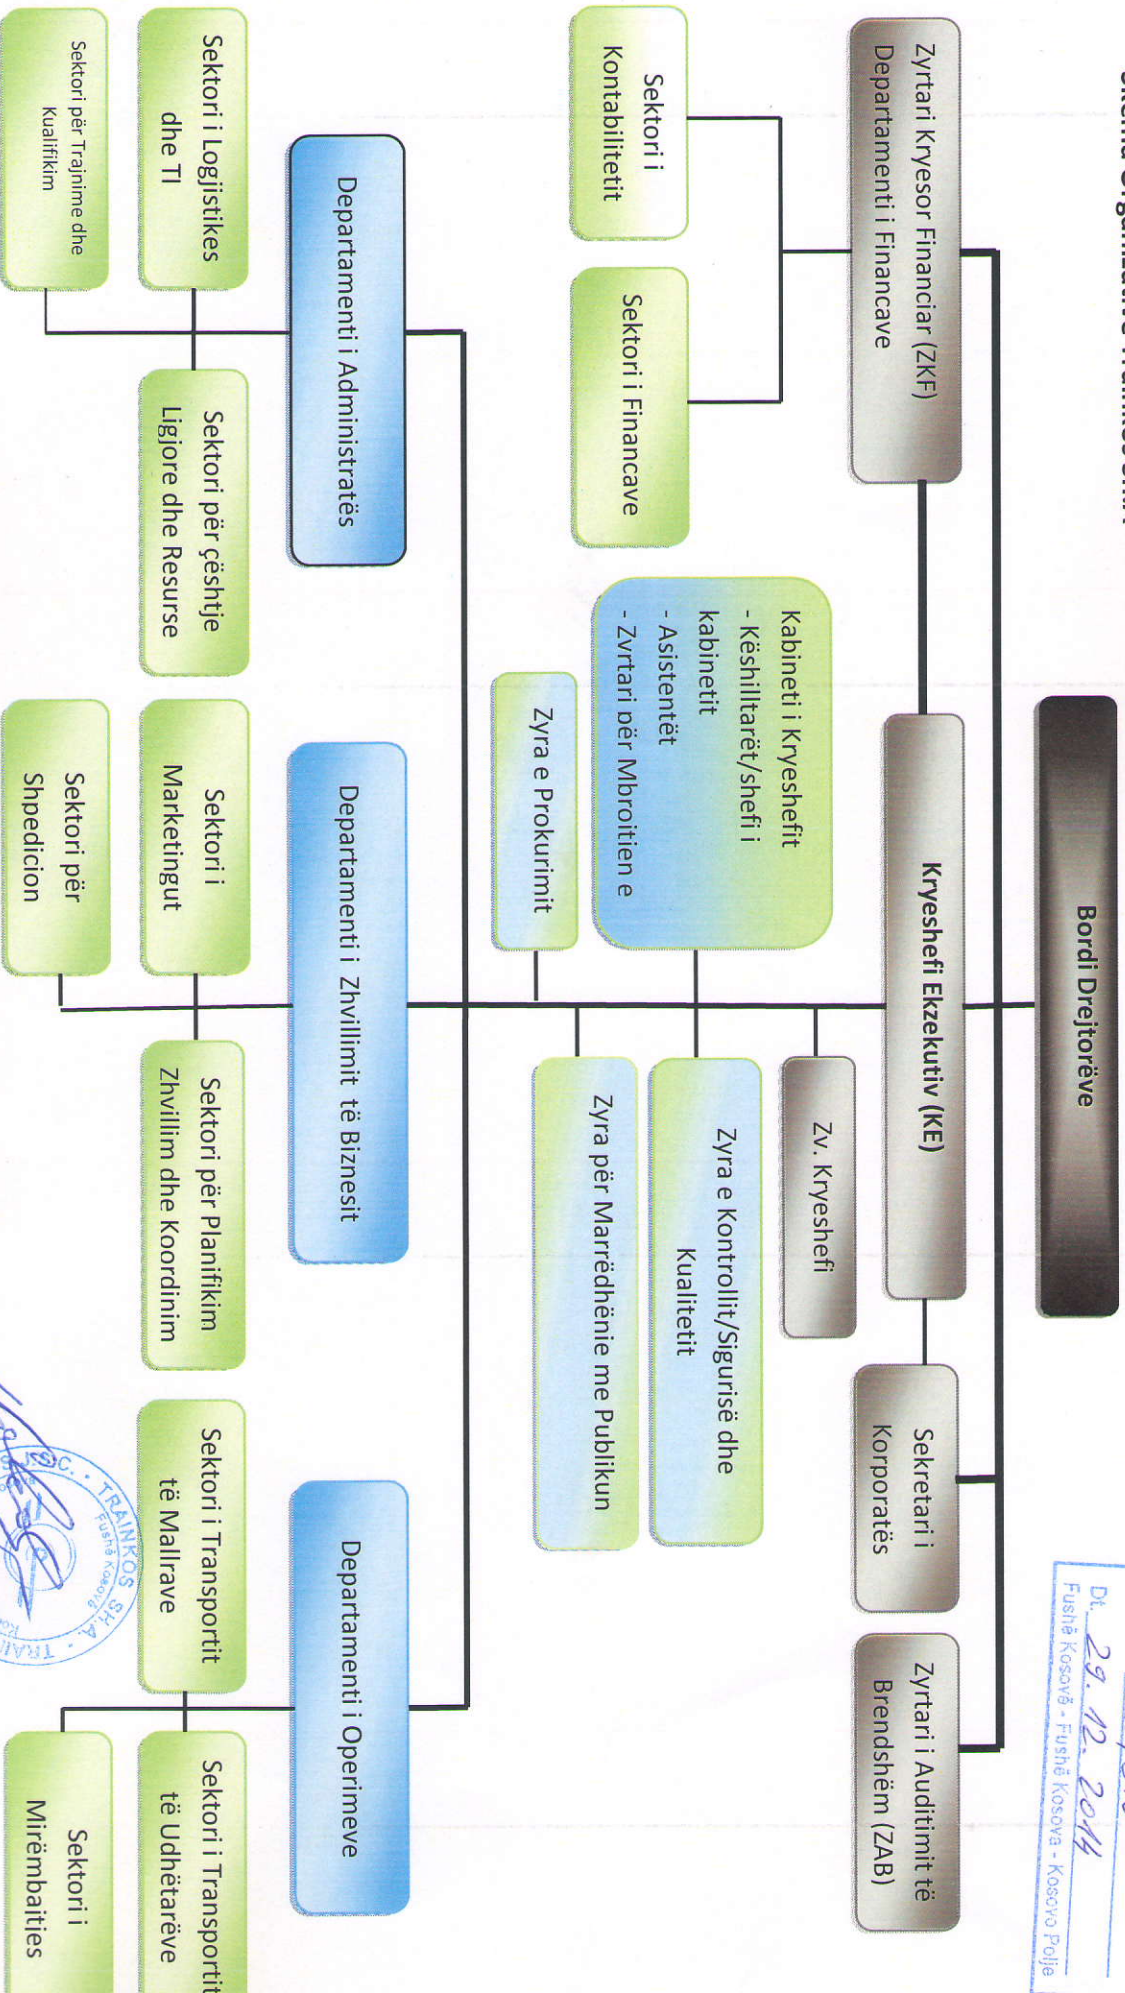 Bordi Drejtorëve
Dt. 29. 12. 2014
Fushë Kosovë - Fushë Kosova - Kosovo Polje
Zyrtari Kryesor Financiar (ZKF)
Departamenti i Financave
Kryeshefi Ekzekutiv (KE)
Sekretari i
Korporatës
Zyrtari i Auditimit të
Brendshëm (ZAB)
Sektori i
Kontabilitetit
Sektori i Financave
Kabineti i Kryeshefit
- Këshilltarët/shefi i
kabinetit
- Asistentët
- Zyrtari për Mbrojtjen e
Zv. Kryeshefi
Zyra e Kontrollit/Sigurisë dhe
Kualitetit
Zyra e Prokurimit
Zyra për Marrëdhënie me Publikun
Departamenti i Administratës
Departamenti i Zhvillimit të Biznesit
Departamenti i Operimeve
Sektori i Logjistikes
dhe TI
Sektori për çështje
Ligjore dhe Resurse
Sektori i
Marketingut
Sektori për Planifikim
Zhvillim dhe Koordinim
Sektori i Transportit
të Mallrave
Sektori i Transportit
të Udhëtarëve
Sektori për Trajnime dhe
Kualifikim
Sektori për
Shpedicion
Sektori i
Mirëmbajtjes
J.S.C. · TRAINKOS SH.A. ·
Fushë Kosovë